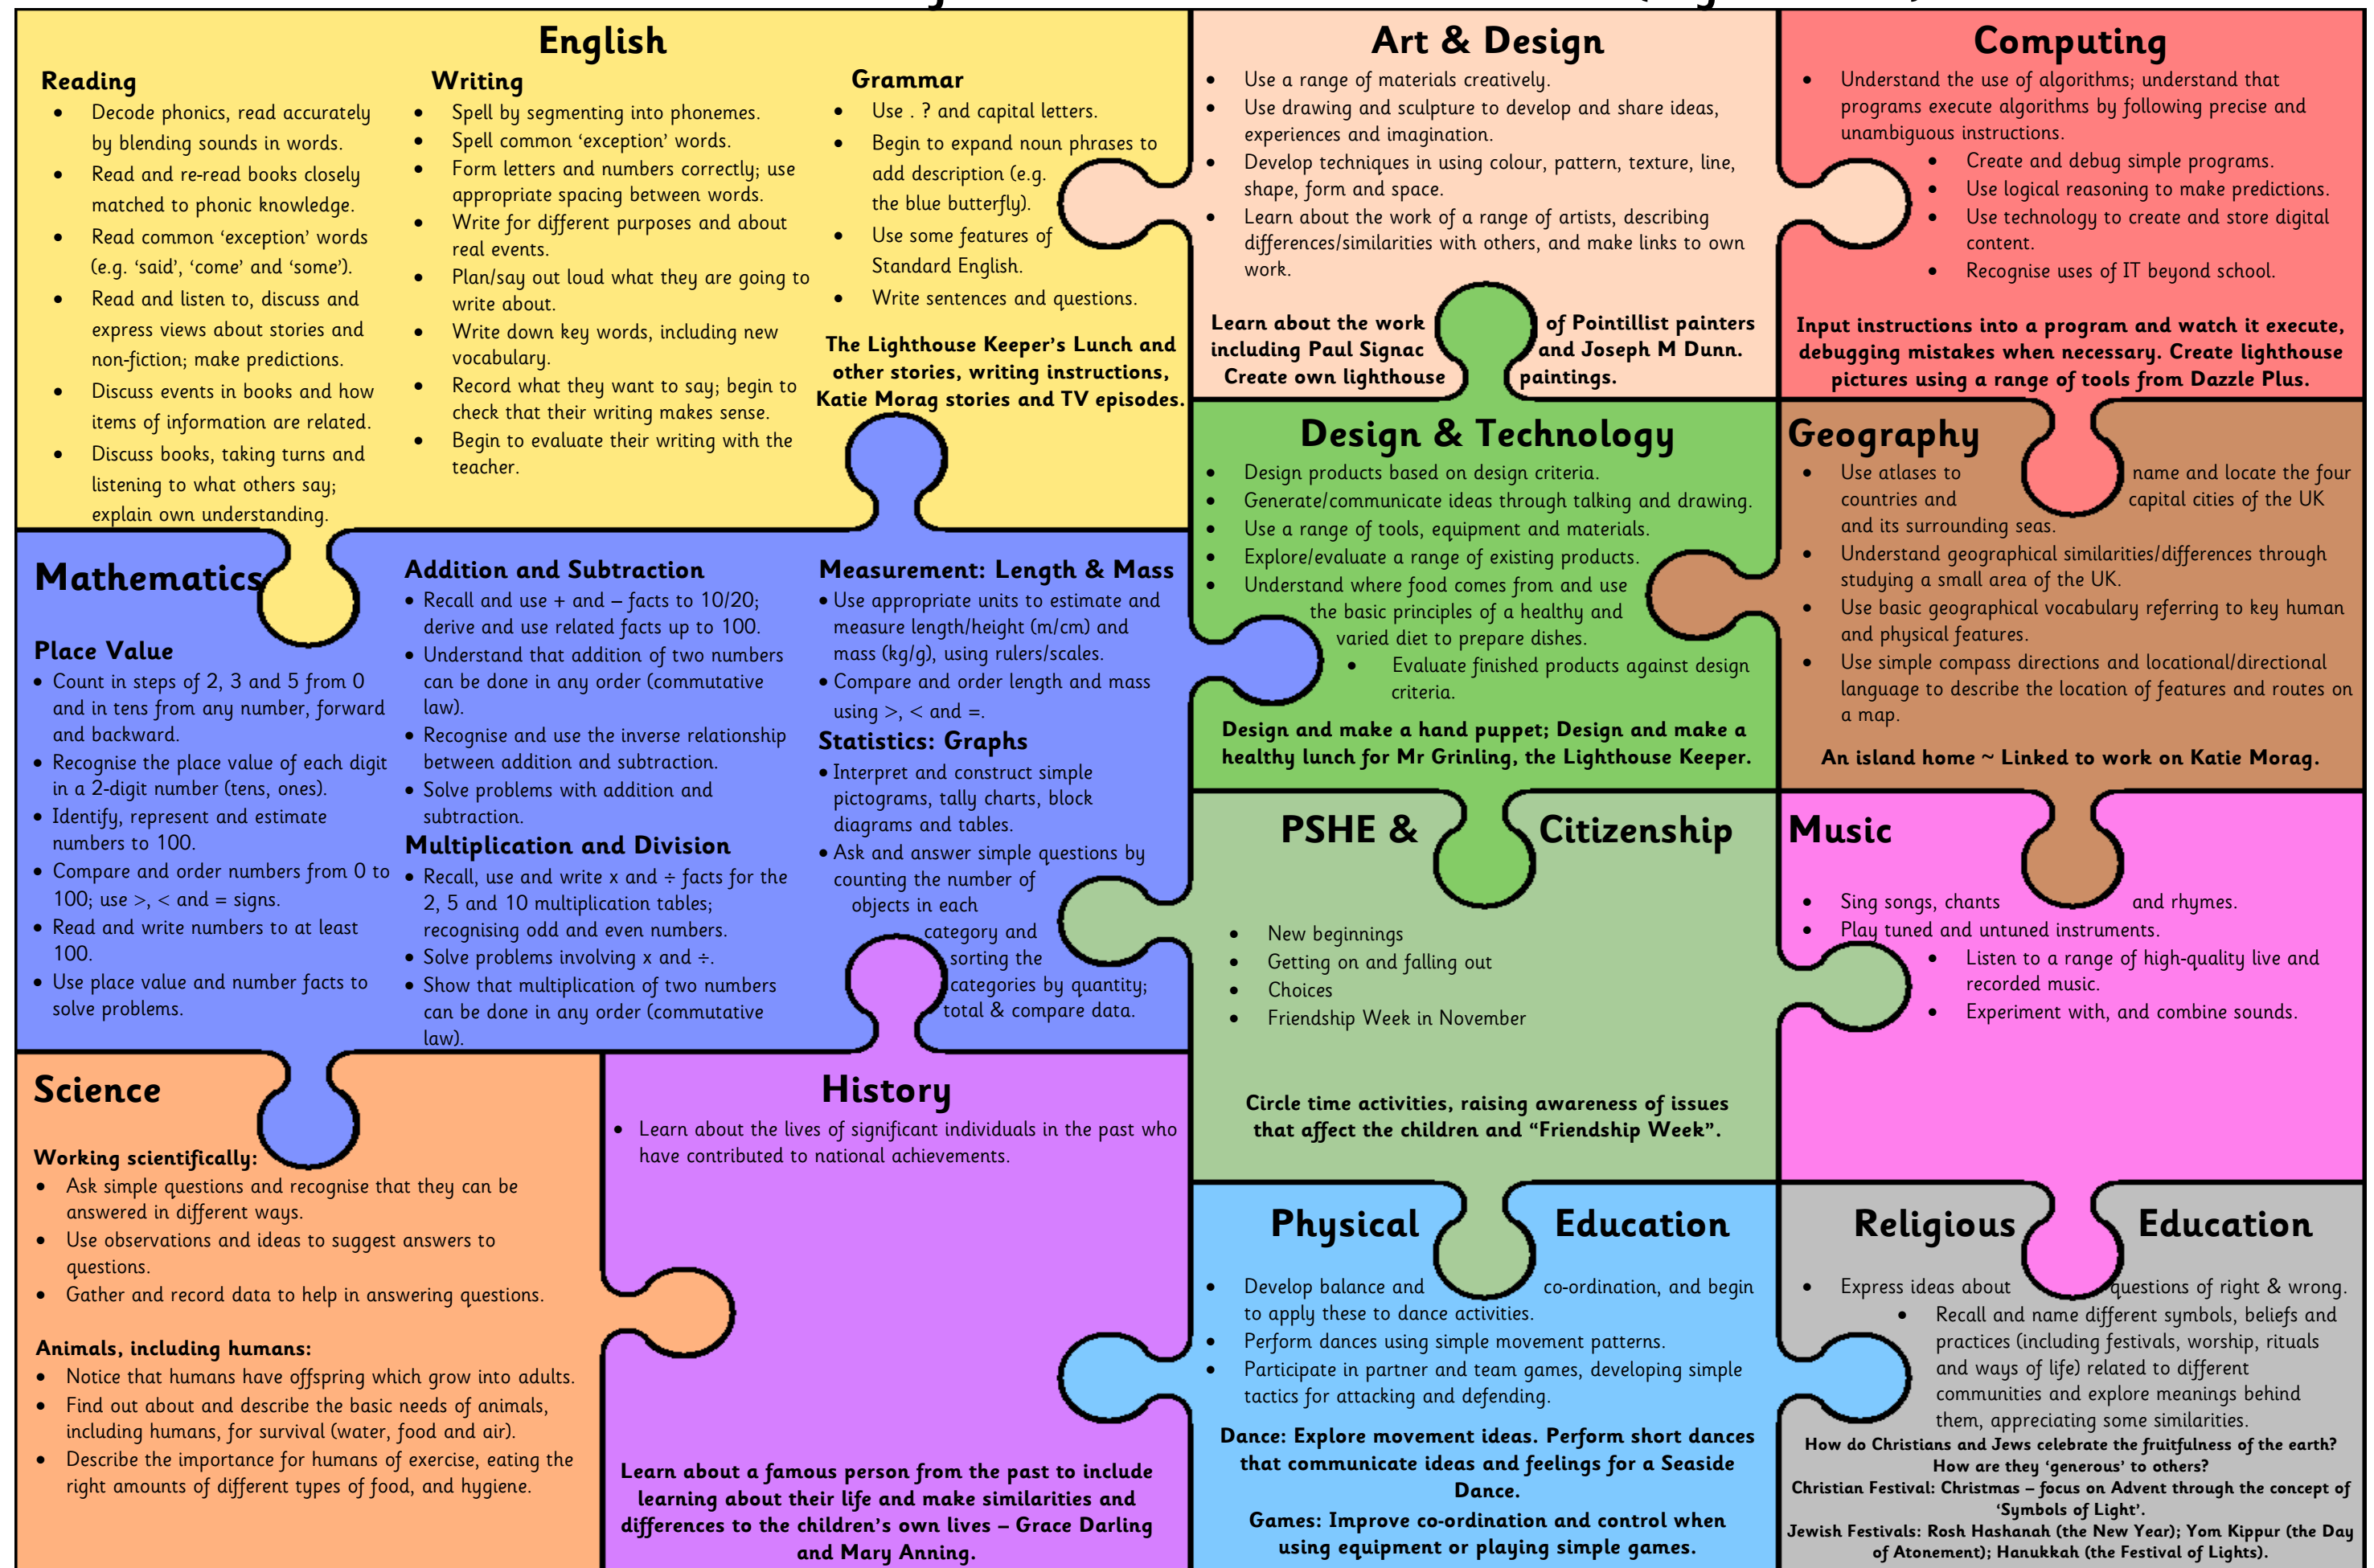 English
Reading
• Decode phonics, read accurately
by blending sounds in words.
• Read and re-read books closely
matched to phonic knowledge.
• Read common ‘exception’ words
(e.g. ‘said’, ‘come’ and ‘some’).
• Read and listen to, discuss and
express views about stories and
non-fiction; make predictions.
• Discuss events in books and how
items of information are related.
• Discuss books, taking turns and
listening to what others say;
explain own understanding.
Writing
• Spell by segmenting into phonemes.
• Spell common ‘exception’ words.
• Form letters and numbers correctly; use
appropriate spacing between words.
• Write for different purposes and about
real events.
• Plan/say out loud what they are going to
write about.
• Write down key words, including new
vocabulary.
• Record what they want to say; begin to
check that their writing makes sense.
• Begin to evaluate their writing with the
teacher.
Grammar
• Use . ? and capital letters.
• Begin to expand noun phrases to
add description (e.g.
the blue butterfly).
• Use some features of
Standard English.
• Write sentences and questions.
The Lighthouse Keeper’s Lunch and
other stories, writing instructions,
Katie Morag stories and TV episodes.
Art & Design
• Use a range of materials creatively.
• Use drawing and sculpture to develop and share ideas,
experiences and imagination.
• Develop techniques in using colour, pattern, texture, line,
shape, form and space.
• Learn about the work of a range of artists, describing
differences/similarities with others, and make links to own
work.
Learn about the work of Pointillist painters
including Paul Signac and Joseph M Dunn.
Create own lighthouse paintings.
Computing
• Understand the use of algorithms; understand that
programs execute algorithms by following precise and
unambiguous instructions.
• Create and debug simple programs.
• Use logical reasoning to make predictions.
• Use technology to create and store digital
content.
• Recognise uses of IT beyond school.
Input instructions into a program and watch it execute,
debugging mistakes when necessary. Create lighthouse
pictures using a range of tools from Dazzle Plus.
Design & Technology
• Design products based on design criteria.
• Generate/communicate ideas through talking and drawing.
• Use a range of tools, equipment and materials.
• Explore/evaluate a range of existing products.
• Understand where food comes from and use
the basic principles of a healthy and
varied diet to prepare dishes.
• Evaluate finished products against design
criteria.
Design and make a hand puppet; Design and make a
healthy lunch for Mr Grinling, the Lighthouse Keeper.
Geography
• Use atlases to name and locate the four
countries and capital cities of the UK
and its surrounding seas.
• Understand geographical similarities/differences through
studying a small area of the UK.
• Use basic geographical vocabulary referring to key human
and physical features.
• Use simple compass directions and locational/directional
language to describe the location of features and routes on
a map.
An island home ~ Linked to work on Katie Morag.
Mathematics
Place Value
• Count in steps of 2, 3 and 5 from 0
and in tens from any number, forward
and backward.
• Recognise the place value of each digit
in a 2-digit number (tens, ones).
• Identify, represent and estimate
numbers to 100.
• Compare and order numbers from 0 to
100; use >, < and = signs.
• Read and write numbers to at least
100.
• Use place value and number facts to
solve problems.
Addition and Subtraction
• Recall and use + and – facts to 10/20;
derive and use related facts up to 100.
• Understand that addition of two numbers
can be done in any order (commutative
law).
• Recognise and use the inverse relationship
between addition and subtraction.
• Solve problems with addition and
subtraction.
Multiplication and Division
• Recall, use and write x and ÷ facts for the
2, 5 and 10 multiplication tables;
recognising odd and even numbers.
• Solve problems involving x and ÷.
• Show that multiplication of two numbers
can be done in any order (commutative
law).
Measurement: Length & Mass
• Use appropriate units to estimate and
measure length/height (m/cm) and
mass (kg/g), using rulers/scales.
• Compare and order length and mass
using >, < and =.
Statistics: Graphs
• Interpret and construct simple
pictograms, tally charts, block
diagrams and tables.
• Ask and answer simple questions by
counting the number of
objects in each
category and
sorting the
categories by quantity;
total & compare data.
PSHE & Citizenship
• New beginnings
• Getting on and falling out
• Choices
• Friendship Week in November
Circle time activities, raising awareness of issues
that affect the children and “Friendship Week”.
Music
• Sing songs, chants and rhymes.
• Play tuned and untuned instruments.
• Listen to a range of high-quality live and
recorded music.
• Experiment with, and combine sounds.
Science
Working scientifically:
• Ask simple questions and recognise that they can be
answered in different ways.
• Use observations and ideas to suggest answers to
questions.
• Gather and record data to help in answering questions.
Animals, including humans:
• Notice that humans have offspring which grow into adults.
• Find out about and describe the basic needs of animals,
including humans, for survival (water, food and air).
• Describe the importance for humans of exercise, eating the
right amounts of different types of food, and hygiene.
History
• Learn about the lives of significant individuals in the past who
have contributed to national achievements.
Learn about a famous person from the past to include
learning about their life and make similarities and
differences to the children’s own lives – Grace Darling
and Mary Anning.
Physical Education
• Develop balance and co-ordination, and begin
to apply these to dance activities.
• Perform dances using simple movement patterns.
• Participate in partner and team games, developing simple
tactics for attacking and defending.
Dance: Explore movement ideas. Perform short dances
that communicate ideas and feelings for a Seaside
Dance.
Games: Improve co-ordination and control when
using equipment or playing simple games.
Religious Education
• Express ideas about questions of right & wrong.
• Recall and name different symbols, beliefs and
practices (including festivals, worship, rituals
and ways of life) related to different
communities and explore meanings behind
them, appreciating some similarities.
How do Christians and Jews celebrate the fruitfulness of the earth?
How are they ‘generous’ to others?
Christian Festival: Christmas – focus on Advent through the concept of
‘Symbols of Light’.
Jewish Festivals: Rosh Hashanah (the New Year); Yom Kippur (the Day
of Atonement); Hanukkah (the Festival of Lights).